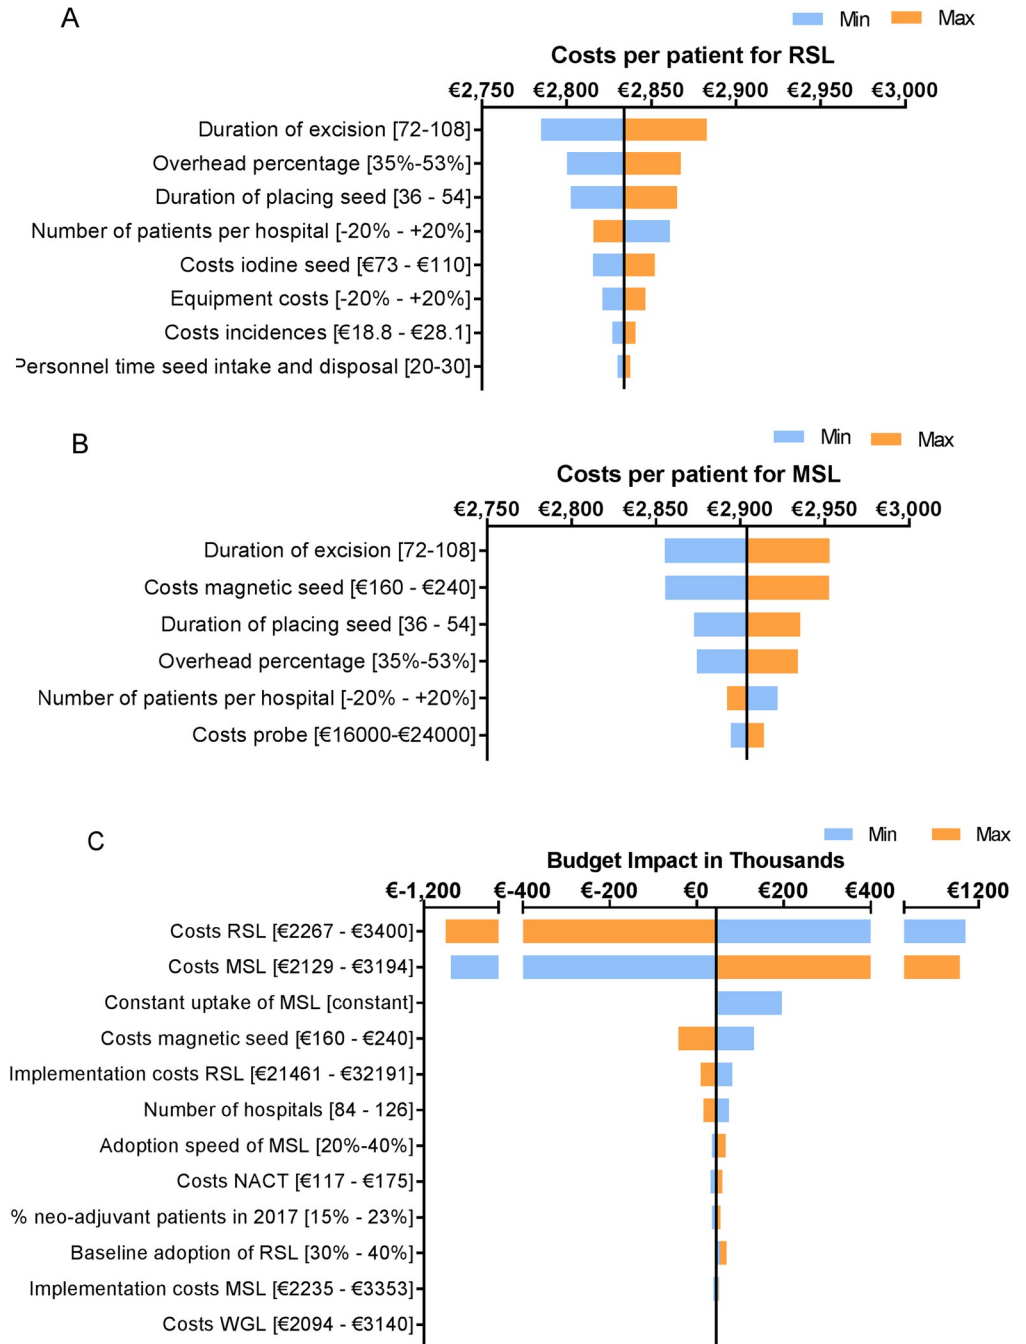 A
Min Max
Costs per patient for RSL
€2,750 €2,800 €2,850 €2,900 €2,950 €3,000
Duration of excision [72-108]
Overhead percentage [35%-53%]
Duration of placing seed [36 - 54]
Number of patients per hospital [-20% - +20%]
Costs iodine seed [€73 - €110]
Equipment costs [-20% - +20%]
Costs incidences [€18.8 - €28.1]
Personnel time seed intake and disposal [20-30]
B
Min Max
Costs per patient for MSL
€2,750 €2,800 €2,850 €2,900 €2,950 €3,000
Duration of excision [72-108]
Costs magnetic seed [€160 - €240]
Duration of placing seed [36 - 54]
Overhead percentage [35%-53%]
Number of patients per hospital [-20% - +20%]
Costs probe [€16000-€24000]
C
Min Max
Budget Impact in Thousands
€-1,200 €-400 €-200 €0 €200 €400 €1200
Costs RSL [€2267 - €3400]
Costs MSL [€2129 - €3194]
Constant uptake of MSL [constant]
Costs magnetic seed [€160 - €240]
Implementation costs RSL [€21461 - €32191]
Number of hospitals [84 - 126]
Adoption speed of MSL [20%-40%]
Costs NACT [€117 - €175]
% neo-adjuvant patients in 2017 [15% - 23%]
Baseline adoption of RSL [30% - 40%]
Implementation costs MSL [€2235 - €3353]
Costs WGL [€2094 - €3140]